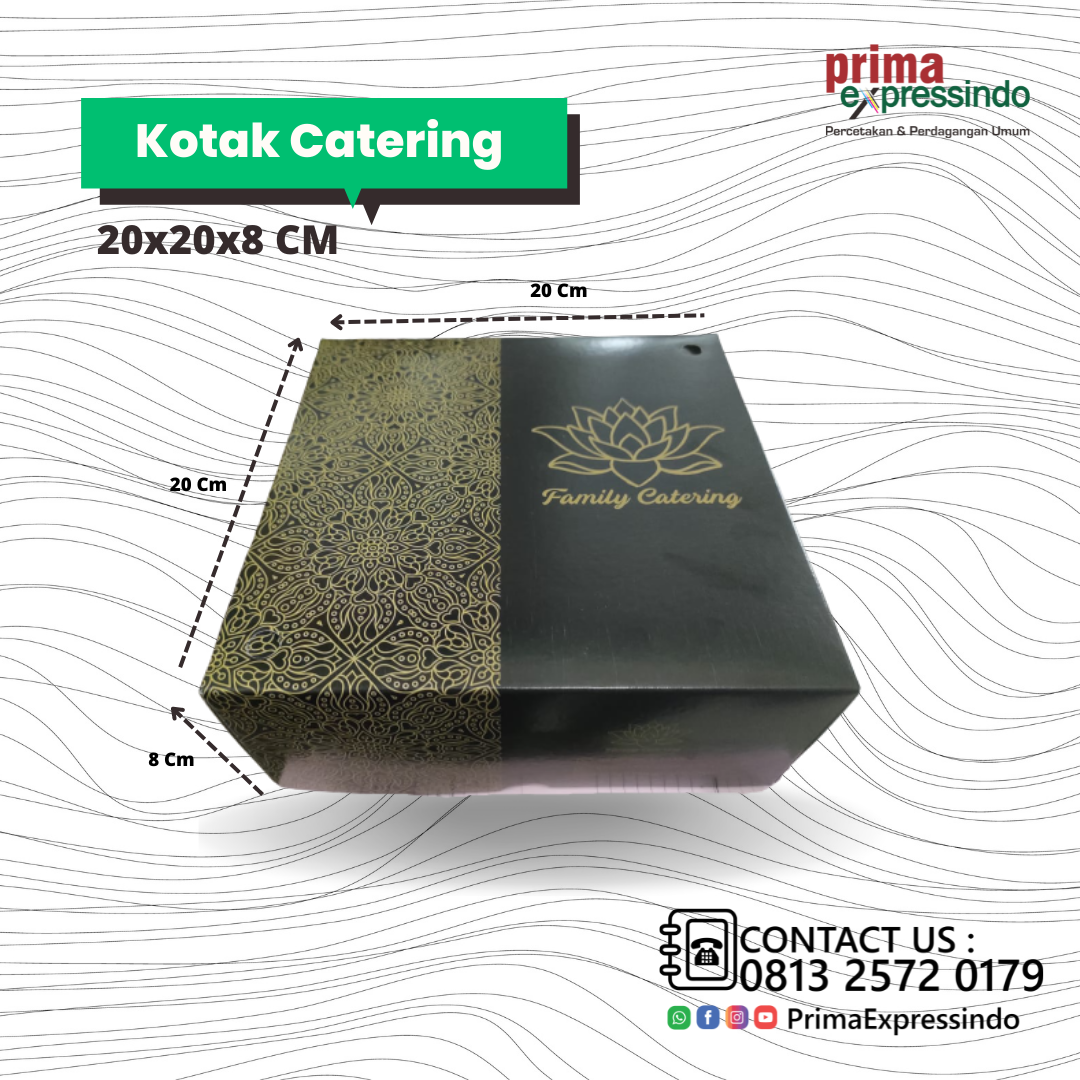 prima
expressindo
Percetakan & Perdagangan Umum
Kotak Catering
20x20x8 CM
20 Cm
20 Cm
Family Catering
8 Cm
CONTACT US :
0813 2572 0179
PrimaExpressindo